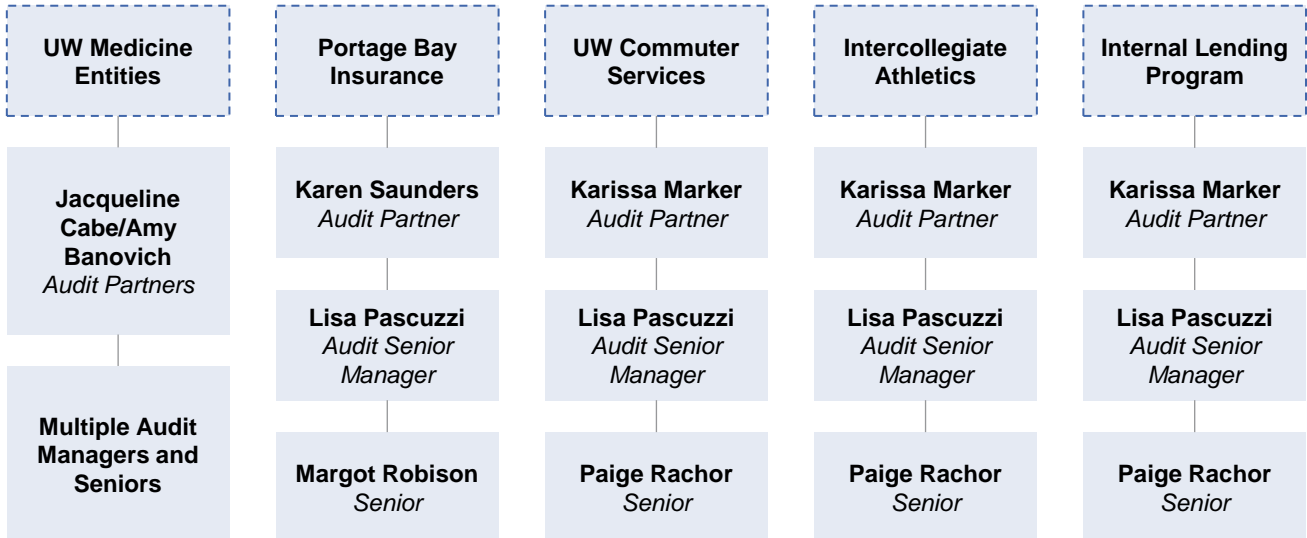 UW Medicine
Entities
Jacqueline
Cabe/Amy
Banovich
Audit Partners
Multiple Audit
Managers and
Seniors
Portage Bay
Insurance
Karen Saunders
Audit Partner
Lisa Pascuzzi
Audit Senior
Manager
Margot Robison
Senior
UW Commuter
Services
Karissa Marker
Audit Partner
Lisa Pascuzzi
Audit Senior
Manager
Paige Rachor
Senior
Intercollegiate
Athletics
Karissa Marker
Audit Partner
Lisa Pascuzzi
Audit Senior
Manager
Paige Rachor
Senior
Internal Lending
Program
Karissa Marker
Audit Partner
Lisa Pascuzzi
Audit Senior
Manager
Paige Rachor
Senior